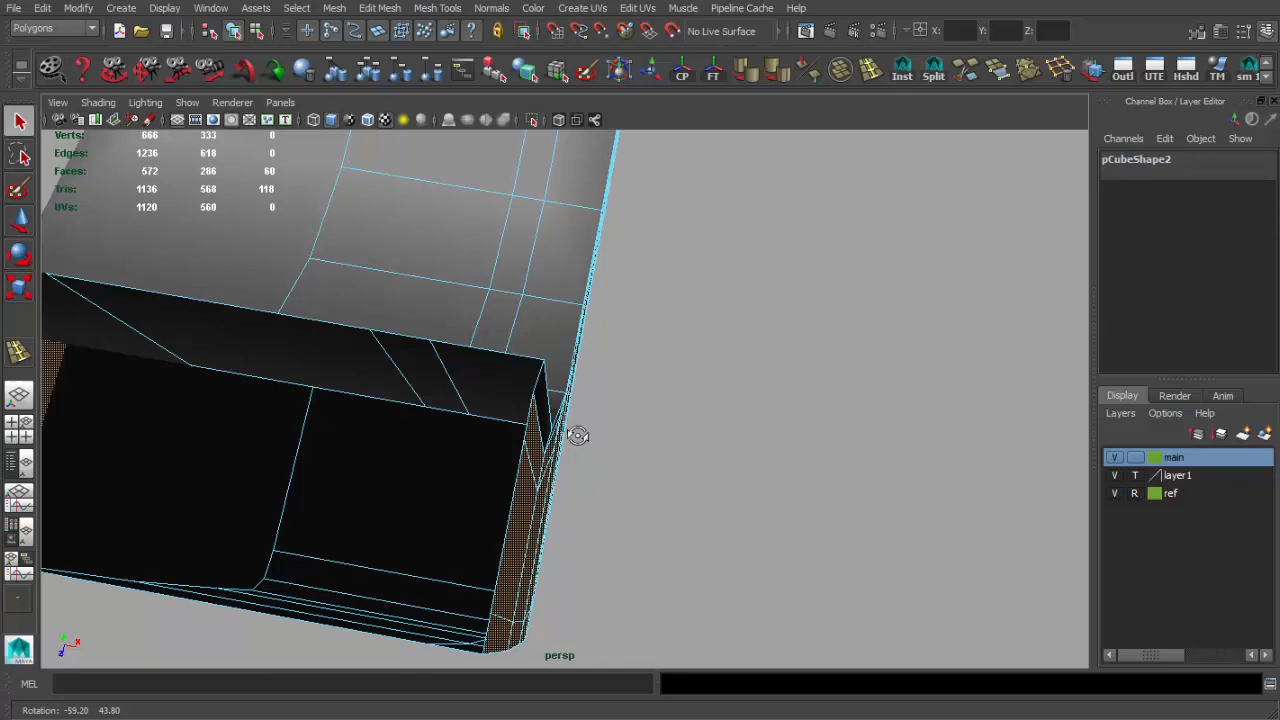 File Edit Modify Create Display Window Assets Select Mesh Edit Mesh Mesh Tools Normals Color Create UVs Edit UVs Muscle Pipeline Cache Help
Polygons No Live Surface X: Y: Z:
CP FT Inst Split Outl UTE Hshd TM sm 1
View Shading Lighting Show Renderer Panels
Channel Box / Layer Editor
Channels Edit Object Show
pCubeShape2
Verts: 666 333 0
Edges: 1236 618 0
Faces: 572 286 60
Tris: 1136 568 118
UVs: 1120 560 0
Display Render Anim
Layers Options Help
V main
V T layer1
V R ref
y x z
persp
MEL
Rotation: -59.20 43.80